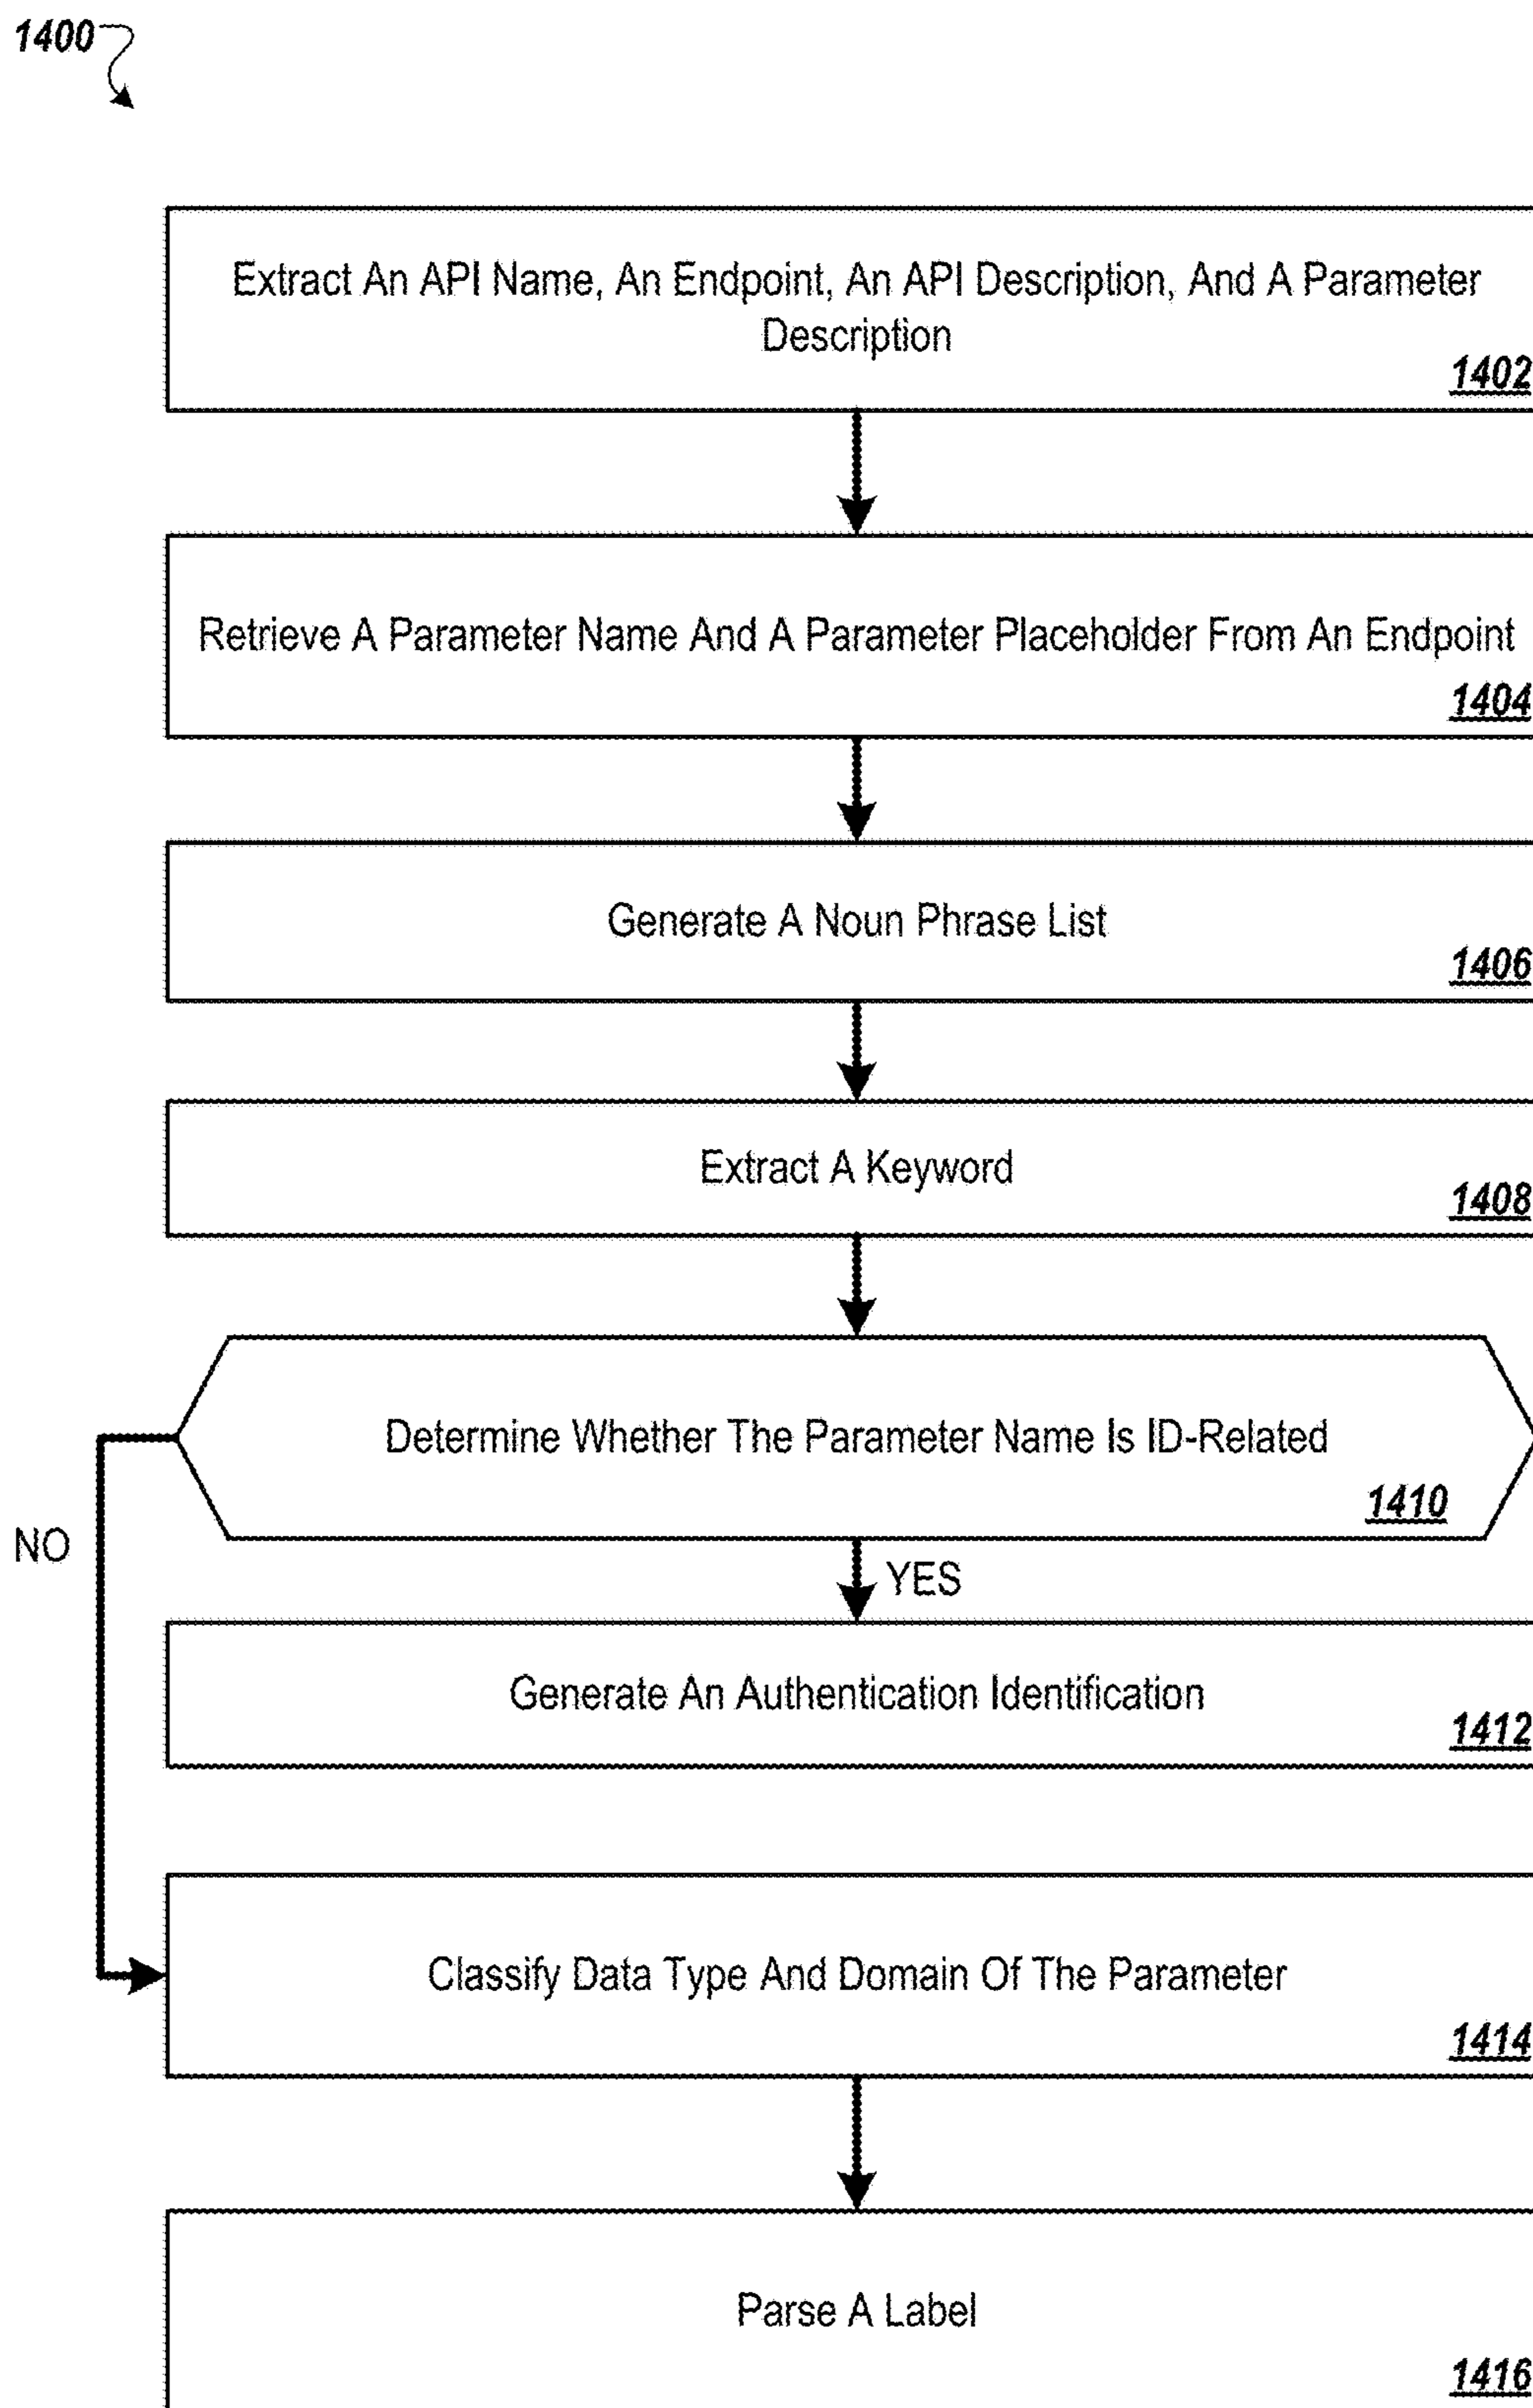 1400
Extract An API Name, An Endpoint, An API Description, And A Parameter
Description
1402
Retrieve A Parameter Name And A Parameter Placeholder From An Endpoint
1404
Generate A Noun Phrase List
1406
Extract A Keyword
1408
Determine Whether The Parameter Name Is ID-Related
1410
NO
YES
Generate An Authentication Identification
1412
Classify Data Type And Domain Of The Parameter
1414
Parse A Label
1416